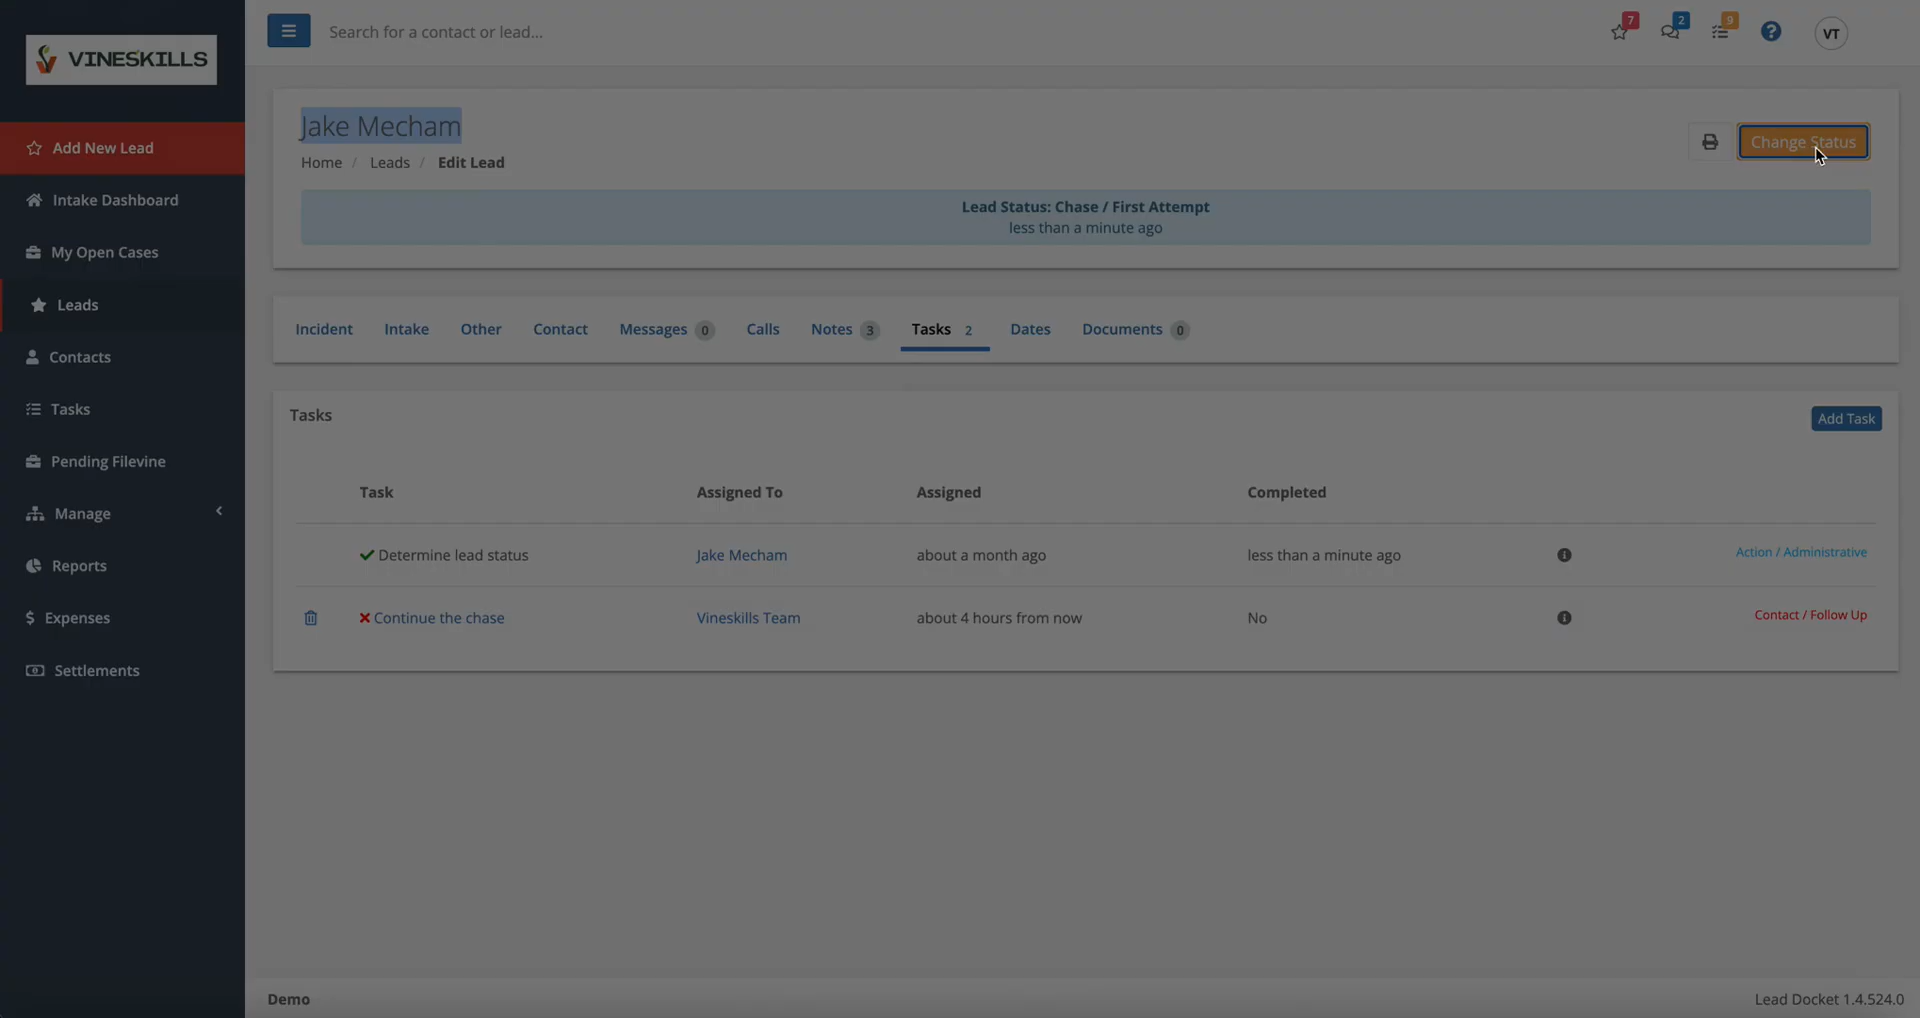 VINESKILLS
Search for a contact or lead...
7
2
9
?
VT
Add New Lead
Intake Dashboard
My Open Cases
Leads
Contacts
Tasks
Pending Filevine
Manage
Reports
$ Expenses
Settlements
Jake Mecham
Home / Leads / Edit Lead
Change Status
Lead Status: Chase / First Attempt
less than a minute ago
Incident Intake Other Contact Messages 0 Calls Notes 3 Tasks 2 Dates Documents 0
Tasks
Add Task
Task Assigned To Assigned Completed
Determine lead status Jake Mecham about a month ago less than a minute ago Action / Administrative
Continue the chase Vineskills Team about 4 hours from now No Contact / Follow Up
Demo
Lead Docket 1.4.524.0